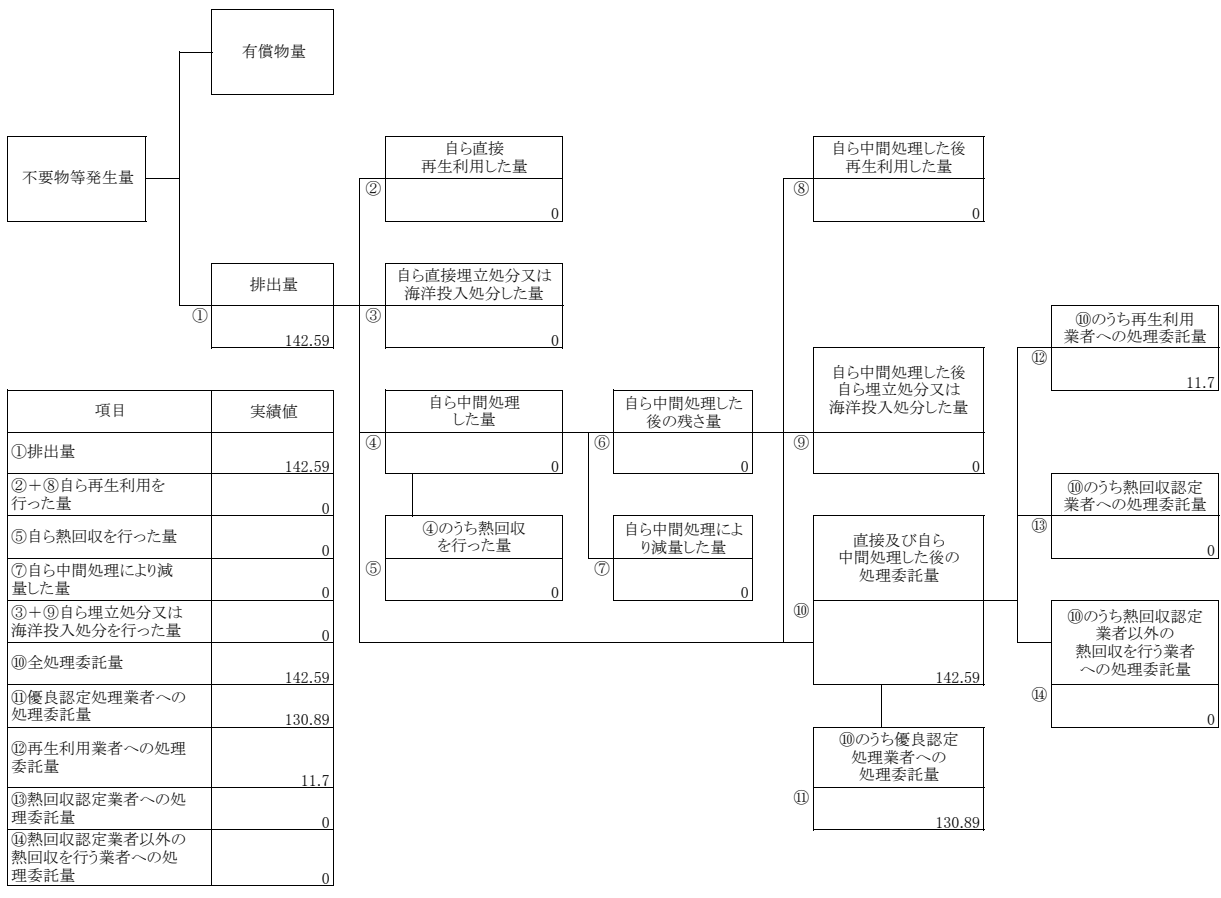 有償物量
不要物等発生量
排出量
①
142.59
自ら直接
再生利用した量
②
0
自ら直接埋立処分又は
海洋投入処分した量
③
0
自ら中間処理
した量
④
0
④のうち熱回収
を行った量
⑤
0
自ら中間処理した
後の残さ量
⑥
0
自ら中間処理によ
り減量した量
⑦
0
自ら中間処理した後
再生利用した量
⑧
0
自ら中間処理した後
自ら埋立処分又は
海洋投入処分した量
⑨
0
直接及び自ら
中間処理した後の
処理委託量
⑩
142.59
⑩のうち優良認定
処理業者への
処理委託量
⑪
130.89
⑩のうち再生利用
業者への処理委託量
⑫
11.7
⑩のうち熱回収認定
業者への処理委託量
⑬
0
⑩のうち熱回収認定
業者以外の
熱回収を行う業者
への処理委託量
⑭
0
項目 実績値
①排出量
142.59
②+⑧自ら再生利用を
行った量
0
⑤自ら熱回収を行った量
0
⑦自ら中間処理により減
量した量
0
③+⑨自ら埋立処分又は
海洋投入処分を行った量
0
⑩全処理委託量
142.59
⑪優良認定処理業者への
処理委託量
130.89
⑫再生利用業者への処理
委託量
11.7
⑬熱回収認定業者への処
理委託量
0
⑭熱回収認定業者以外の
熱回収を行う業者への処
理委託量
0